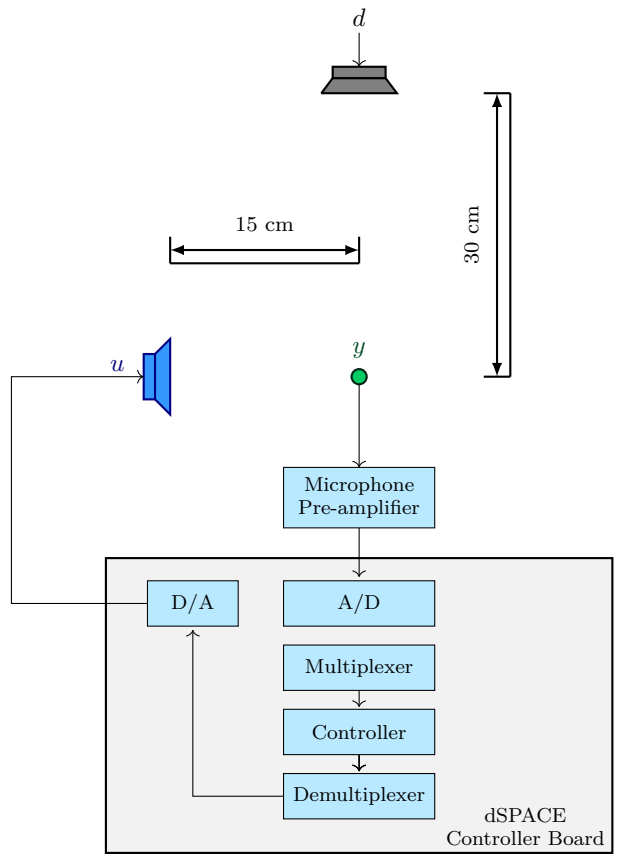 d
15 cm
30 cm
u
y
Microphone
Pre-amplifier
D/A
A/D
Multiplexer
Controller
Demultiplexer
dSPACE
Controller Board